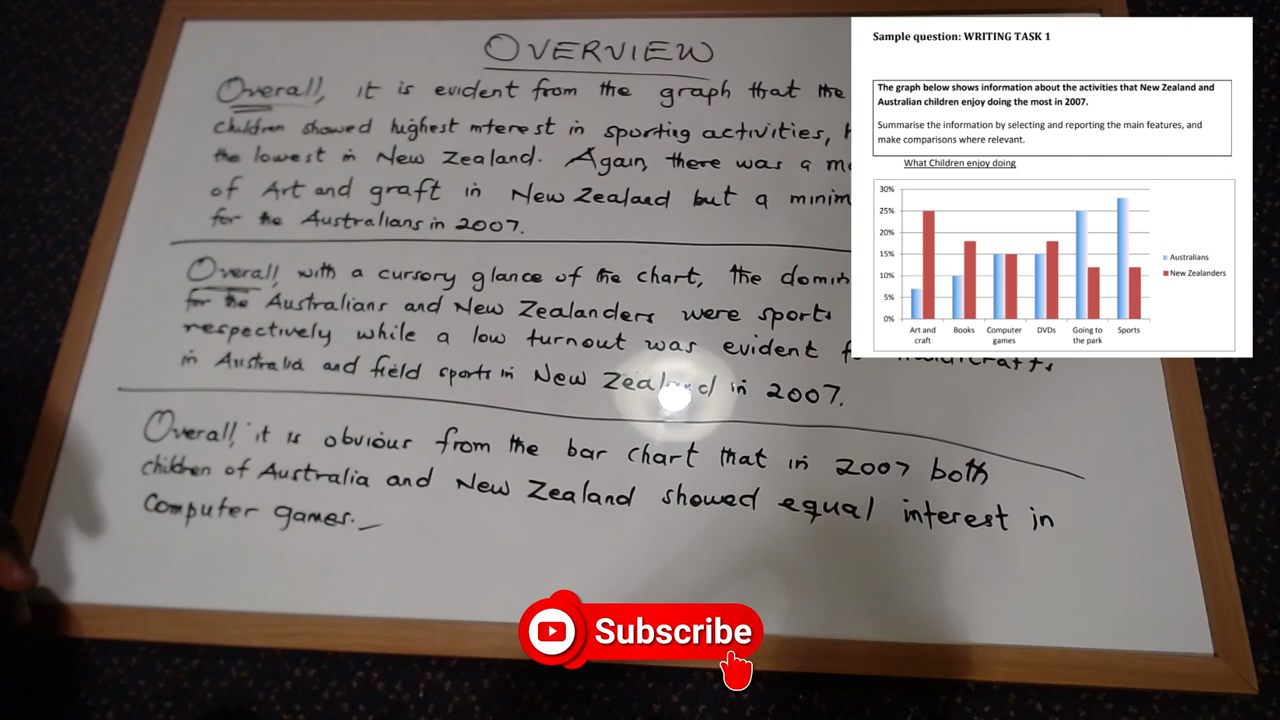 OVERVIEW
Overall, it is evident from the graph that the
children showed highest interest in sporting activities,
the lowest in New Zealand. Again, there was a
of Art and graft in New Zealand but a minim
for the Australians in 2007.
Overall, with a cursory glance of the chart, the domin
for the Australians and New Zealanders were sports
respectively while a low turnout was evident
in Australia and field sports in New Zealand in 2007.
Overall, it is obvious from the bar chart that in 2007 both
children of Australia and New Zealand showed equal interest in
Computer games.
Sample question: WRITING TASK 1
The graph below shows information about the activities that New Zealand and
Australian children enjoy doing the most in 2007.
Summarise the information by selecting and reporting the main features, and
make comparisons where relevant.
What Children enjoy doing
30%
25%
20%
15%
10%
5%
0%
Art and
craft
Books
Computer
games
DVDs
Going to
the park
Sports
Australians
New Zealanders
Subscribe